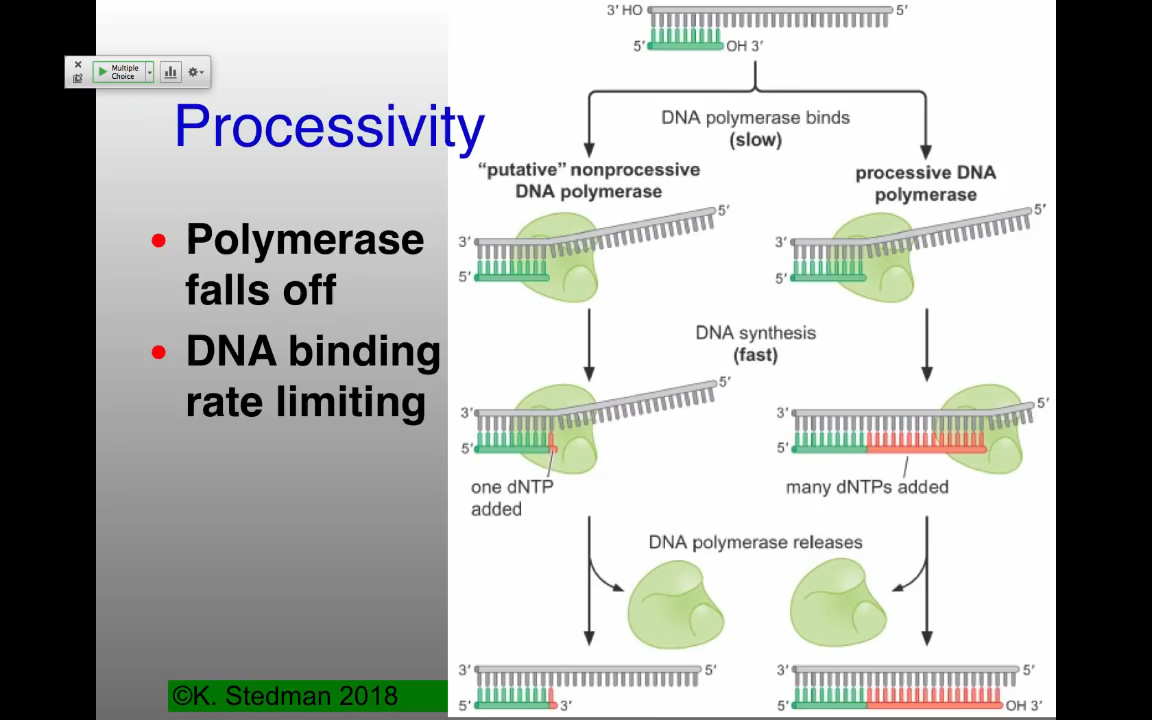 Multiple
Choice
Processivity
• Polymerase
falls off
• DNA binding
rate limiting
©K. Stedman 2018
3′ HO 5′
5′ OH 3′
DNA polymerase binds
(slow)
“putative” nonprocessive
DNA polymerase
processive DNA
polymerase
5′ 5′
3′ 3′
5′ 5′
DNA synthesis
(fast)
5′ 5′
3′ 3′
5′ 5′
one dNTP
added
many dNTPs added
DNA polymerase releases
3′ 5′ 3′ 5′
5′ 3′ 5′ OH 3′